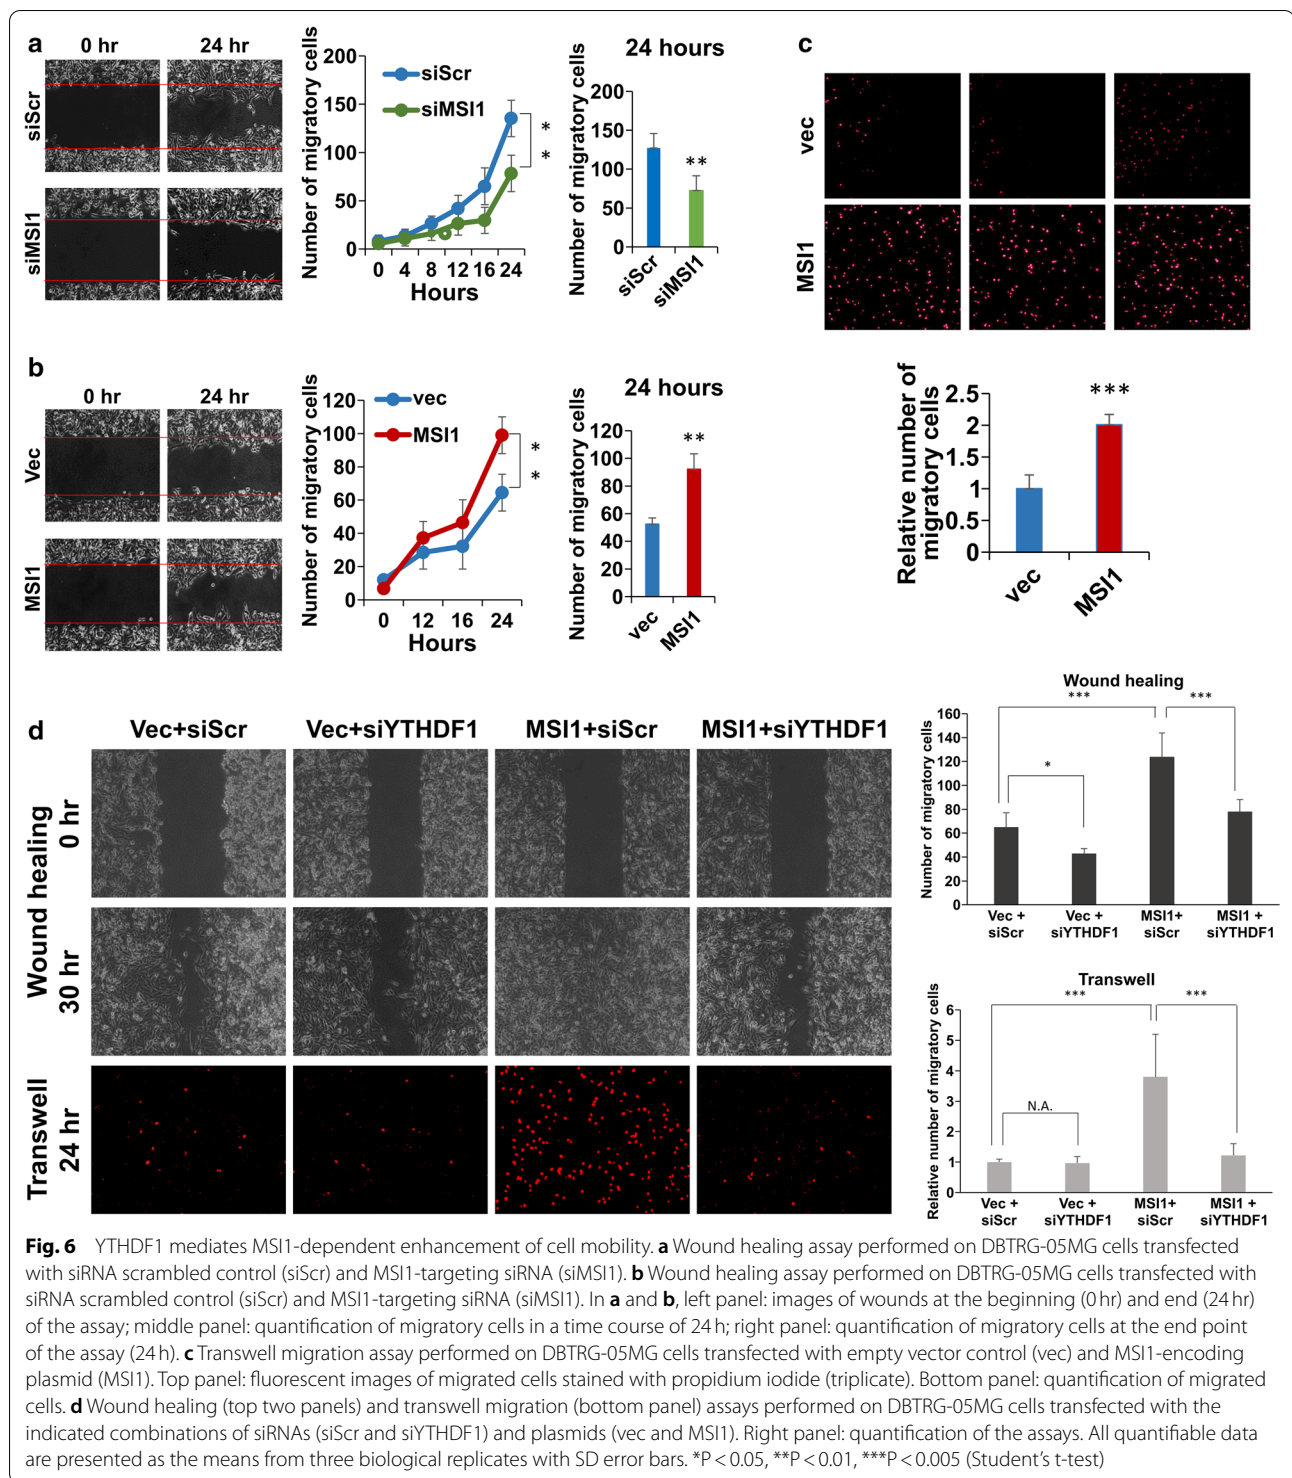 a
0 hr 24 hr
siScr
siMSI1
Number of migratory cells
200
150
100
50
0
siScr
siMSI1
*
*
0 4 8 12 16 24
Hours
24 hours
Number of migratory cells
200
150
100
50
0
**
siScr siMSI1
c
vec
MSI1
Relative number of
migratory cells
2.5
2
1.5
1
0.5
0
***
vec MSI1
b
0 hr 24 hr
Vec
MSI1
Number of migratory cells
120
100
80
60
40
20
0
vec
MSI1
*
*
0 12 16 24
Hours
24 hours
Number of migratory cells
120
100
80
60
40
20
0
**
vec MSI1
d
Vec+siScr Vec+siYTHDF1 MSI1+siScr MSI1+siYTHDF1
Wound healing
0 hr
30 hr
Transwell
24 hr
Wound healing
*** ***
*
Number of migratory cells
160
140
120
100
80
60
40
20
0
Vec + Vec + MSI1+ MSI1 +
siScr siYTHDF1 siScr siYTHDF1
Transwell
*** ***
N.A.
Relative number of migratory cells
6
5
4
3
2
1
0
Vec + Vec + MSI1+ MSI1 +
siScr siYTHDF1 siScr siYTHDF1
Fig. 6 YTHDF1 mediates MSI1-dependent enhancement of cell mobility. a Wound healing assay performed on DBTRG-05MG cells transfected
with siRNA scrambled control (siScr) and MSI1-targeting siRNA (siMSI1). b Wound healing assay performed on DBTRG-05MG cells transfected with
siRNA scrambled control (siScr) and MSI1-targeting siRNA (siMSI1). In a and b, left panel: images of wounds at the beginning (0 hr) and end (24 hr)
of the assay; middle panel: quantification of migratory cells in a time course of 24 h; right panel: quantification of migratory cells at the end point
of the assay (24 h). c Transwell migration assay performed on DBTRG-05MG cells transfected with empty vector control (vec) and MSI1-encoding
plasmid (MSI1). Top panel: fluorescent images of migrated cells stained with propidium iodide (triplicate). Bottom panel: quantification of migrated
cells. d Wound healing (top two panels) and transwell migration (bottom panel) assays performed on DBTRG-05MG cells transfected with the
indicated combinations of siRNAs (siScr and siYTHDF1) and plasmids (vec and MSI1). Right panel: quantification of the assays. All quantifiable data
are presented as the means from three biological replicates with SD error bars. *P < 0.05, **P < 0.01, ***P < 0.005 (Student's t-test)